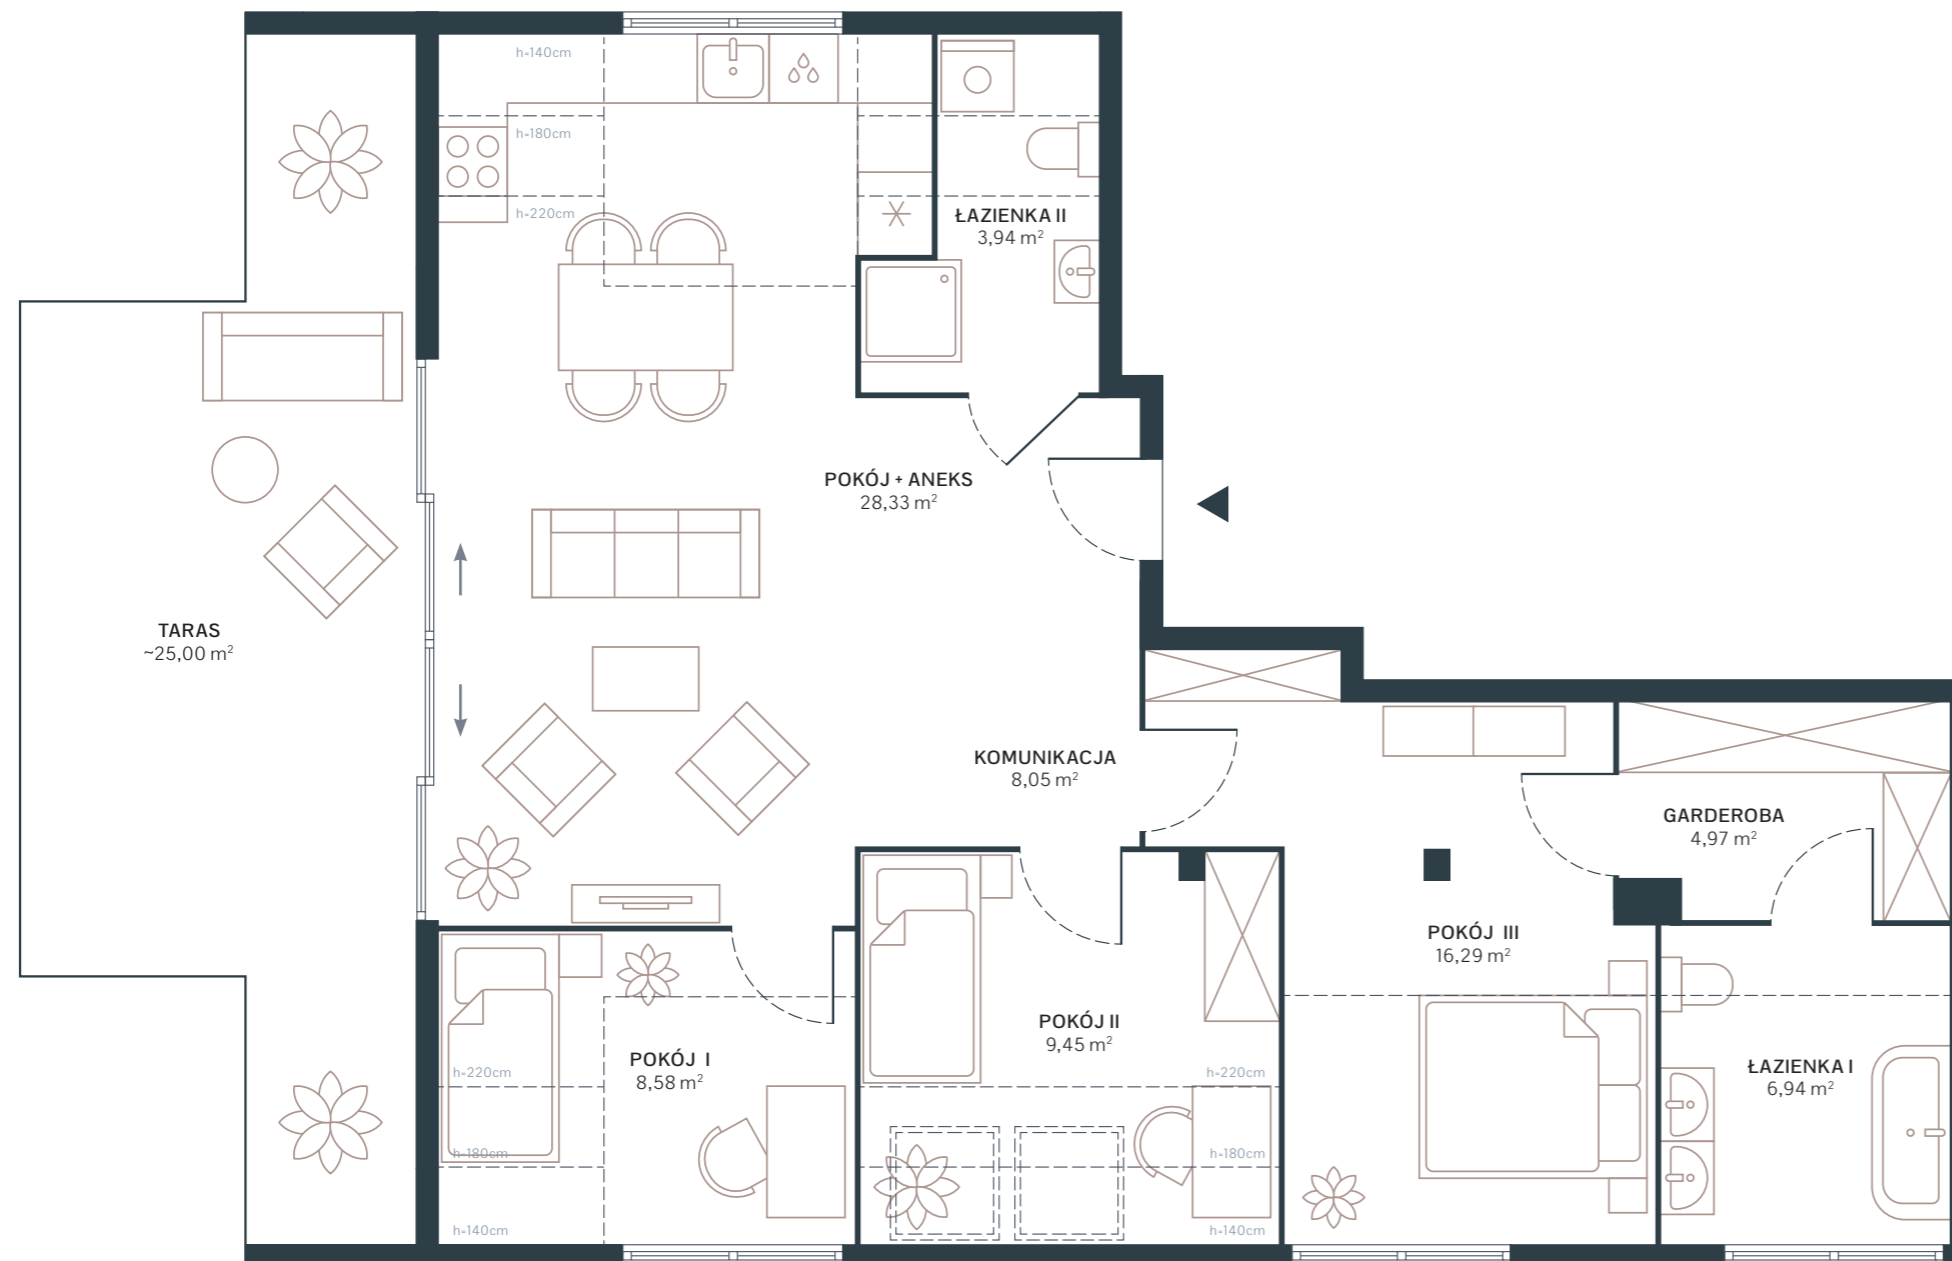 h=140cm
h=180cm
h=220cm
ŁAZIENKA II
3,94 m²
POKÓJ + ANEKS
28,33 m²
TARAS
~25,00 m²
KOMUNIKACJA
8,05 m²
GARDEROBA
4,97 m²
POKÓJ III
16,29 m²
POKÓJ II
9,45 m²
POKÓJ I
8,58 m²
ŁAZIENKA I
6,94 m²
h=220cm
h=220cm
h=180cm
h=180cm
h=140cm
h=140cm